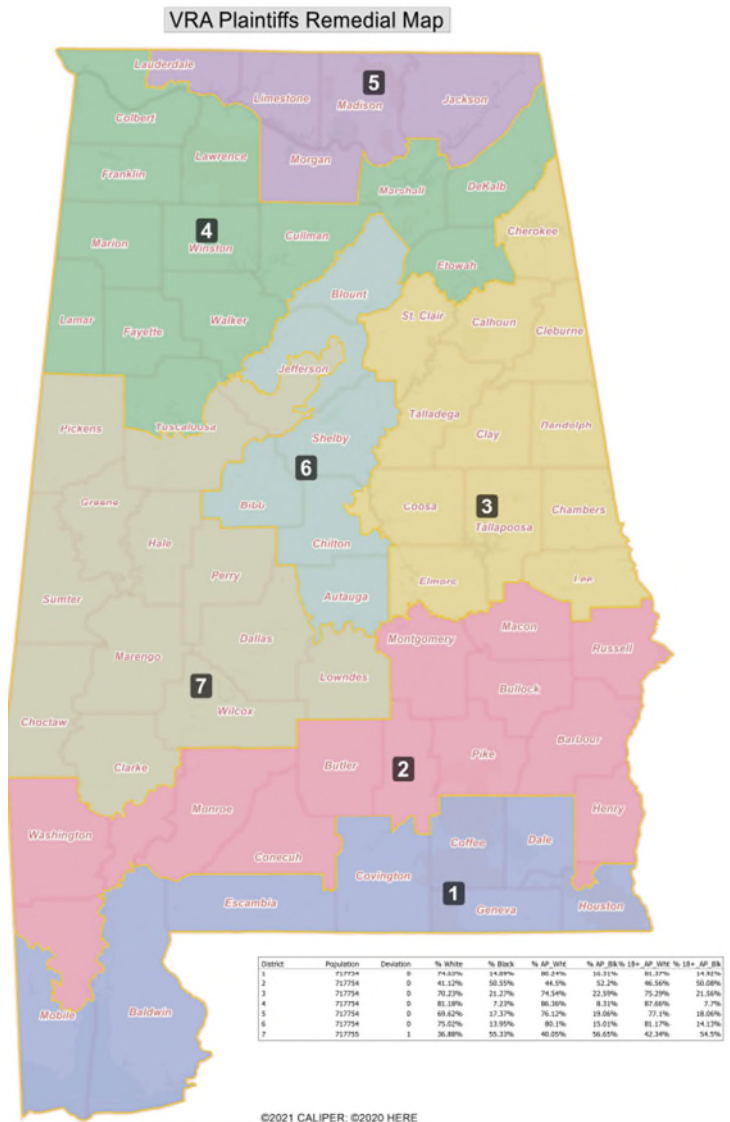 VRA Plaintiffs Remedial Map
Lauderdale
5
Limestone
Madison
Jackson
Colbert
Lawrence
Morgan
Franklin
Marshall
DeKalb
4
Marion
Winston
Cullman
Cherokee
Etowah
Blount
Lamar
Fayette
Walker
St. Clair
Calhoun
Cleburne
Jefferson
Pickens
Tuscaloosa
Talladega
Randolph
Shelby
Clay
6
Greene
Bibb
Coosa
3
Chambers
Tallapoosa
Hale
Chilton
Perry
Elmore
Lee
Sumter
Autauga
Dallas
Montgomery
Macon
Russell
Marengo
Lowndes
7
Bullock
Wilcox
Choctaw
Clarke
Butler
2
Pike
Barbour
Monroe
Henry
Washington
Conecuh
Coffee
Dale
Covington
1
Escambia
Geneva
Houston
Mobile
Baldwin
District Population Deviation % White % Black % AP_Wht % AP_Blk % 18+_AP_Wht % 18+_AP_Blk
1 717754 0
2 717754 0 41.12% 50.55% 44.5% 52.2% 46.56% 50.08%
3 717754 0 70.23% 21.27% 74.54% 22.59% 75.29% 21.56%
4 717754 0 81.18% 7.23% 86.36% 8.31% 87.66% 7.7%
5 717754 0 69.62% 17.37% 76.12% 19.06% 77.1% 18.06%
6 717754 0 75.02% 13.95% 80.1% 15.01% 81.17% 14.13%
7 717755 1 36.88% 55.33% 40.05% 56.65% 42.34% 54.5%
©2021 CALIPER; ©2020 HERE